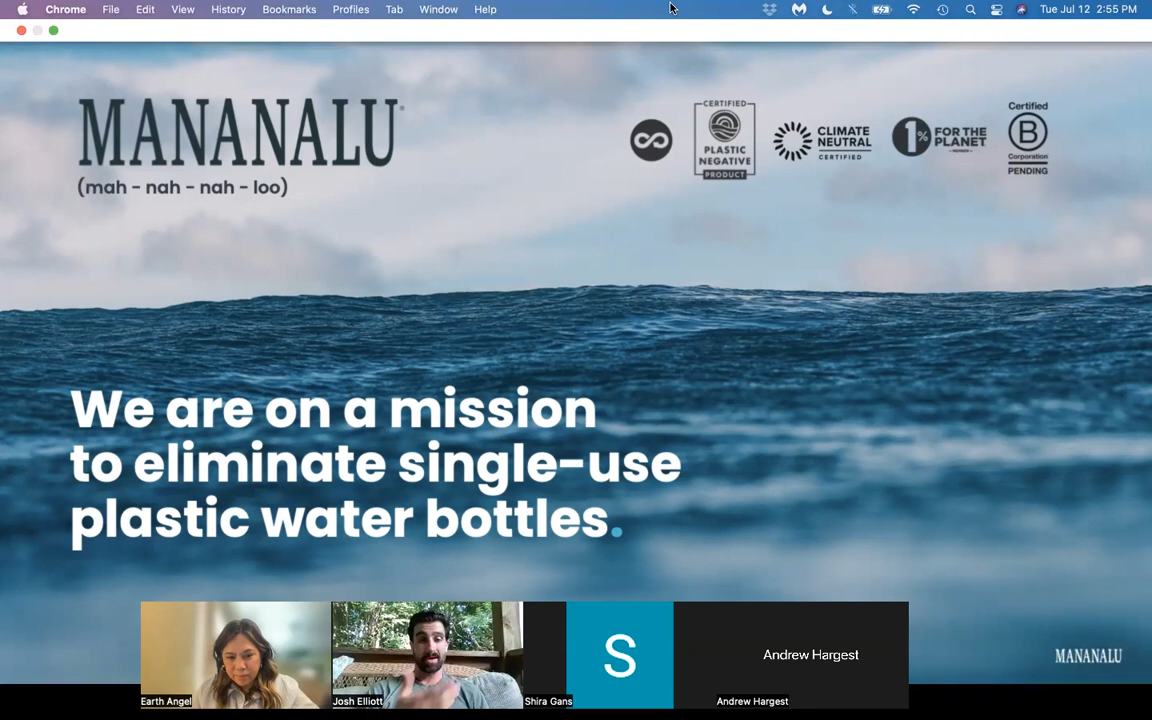 Chrome File Edit View History Bookmarks Profiles Tab Window Help Tue Jul 12 2:55 PM
MANANALU
(mah - nah - nah - loo)
CERTIFIED
PLASTIC
NEGATIVE
PRODUCT
CLIMATE
NEUTRAL
CERTIFIED
1%
FOR THE
PLANET
MEMBER
Certified
B
Corporation
PENDING
We are on a mission
to eliminate single-use
plastic water bottles.
MANANALU
S
Andrew Hargest
Earth Angel
Josh Elliott
Shira Gans
Andrew Hargest